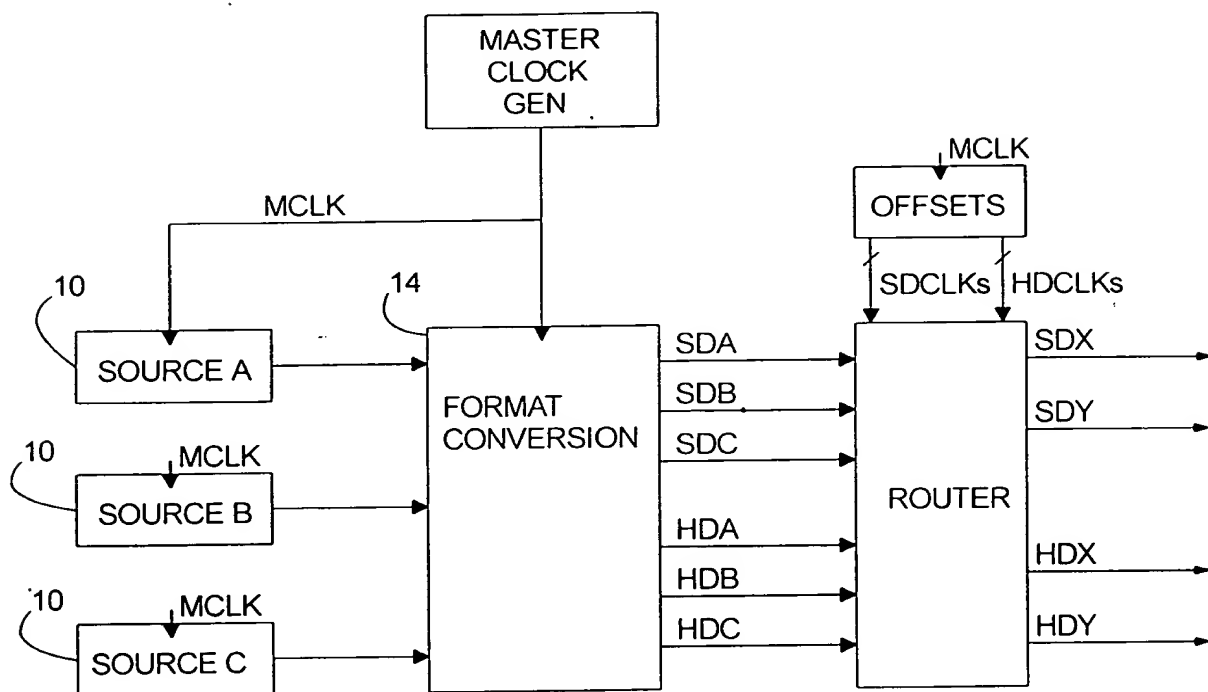 MASTER
CLOCK
GEN
MCLK
MCLK
OFFSETS
SDCLKs
HDCLKs
10
14
SOURCE A
FORMAT
CONVERSION
SDA
SDB
SDC
HDA
HDB
HDC
ROUTER
SDX
SDY
HDX
HDY
10
MCLK
SOURCE B
10
MCLK
SOURCE C